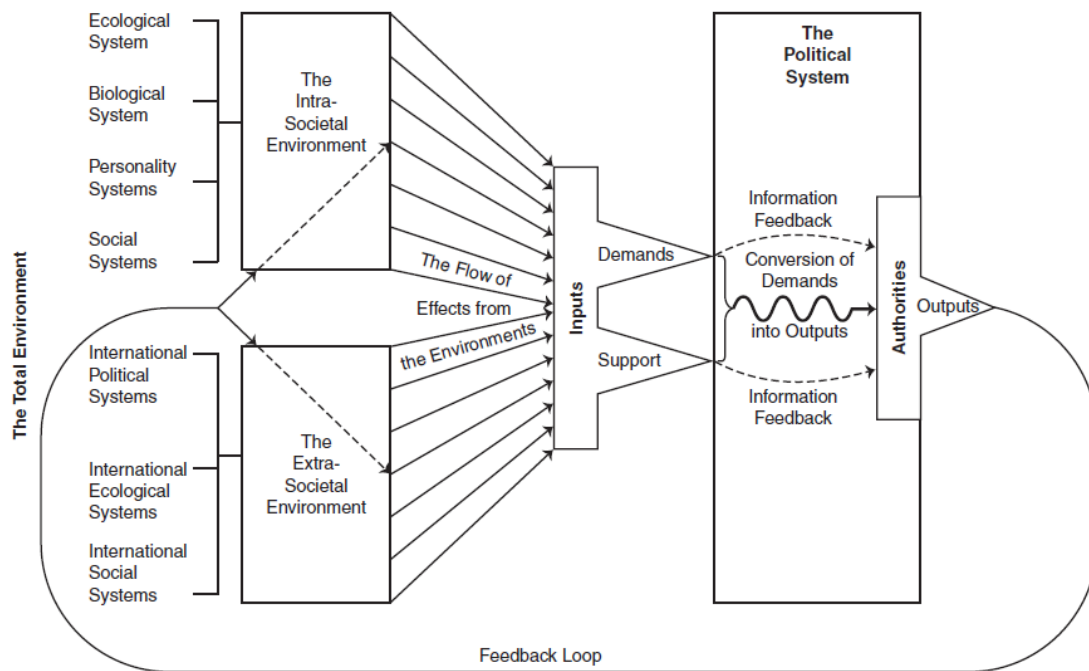 The Total Environment
Ecological
System
Biological
System
Personality
Systems
Social
Systems
International
Political
Systems
International
Ecological
Systems
International
Social
Systems
The
Intra-
Societal
Environment
The
Extra-
Societal
Environment
The Flow of
Effects from
the Environments
Inputs
Demands
Support
The
Political
System
Information
Feedback
Conversion of
Demands
into Outputs
Information
Feedback
Authorities
Outputs
Feedback Loop